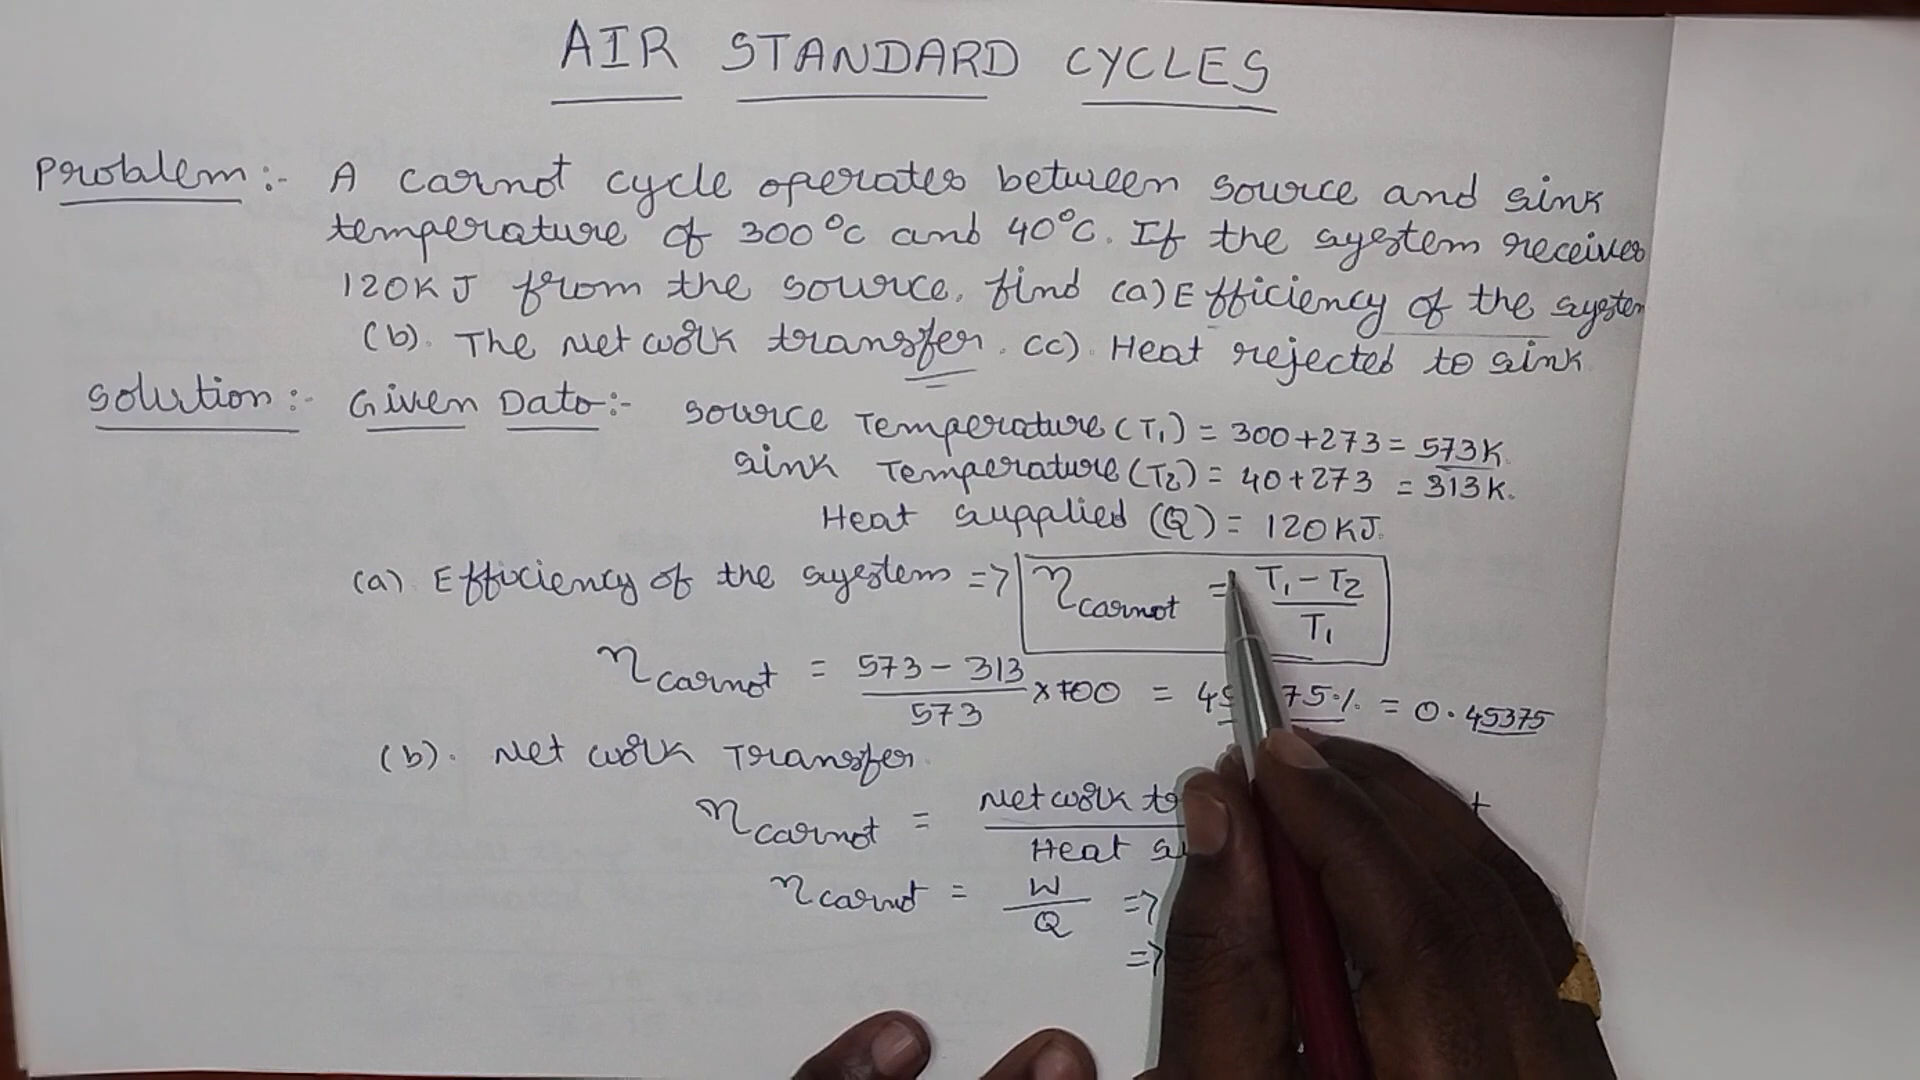 AIR STANDARD CYCLES
Problem:- A carnot cycle operates between source and sink
temperature of 300°C and 40°C. If the system receives
120KJ from the source, find (a) Efficiency of the system
(b). The Net work transfer. (c). Heat rejected to sink
Solution:- Given Data:- Source Temperature (T1) = 300+273 = 573K.
Sink Temperature (T2) = 40+273 = 313K.
Heat supplied (Q) = 120KJ.
(a) Efficiency of the system => ηcarnot = T1-T2 / T1
ηcarnot = 573-313 / 573 × 100 = 75% = 0.45375
(b). Net work Transfer.
ηcarnot = Net work / Heat
ηcarnot = W / Q =>
=>